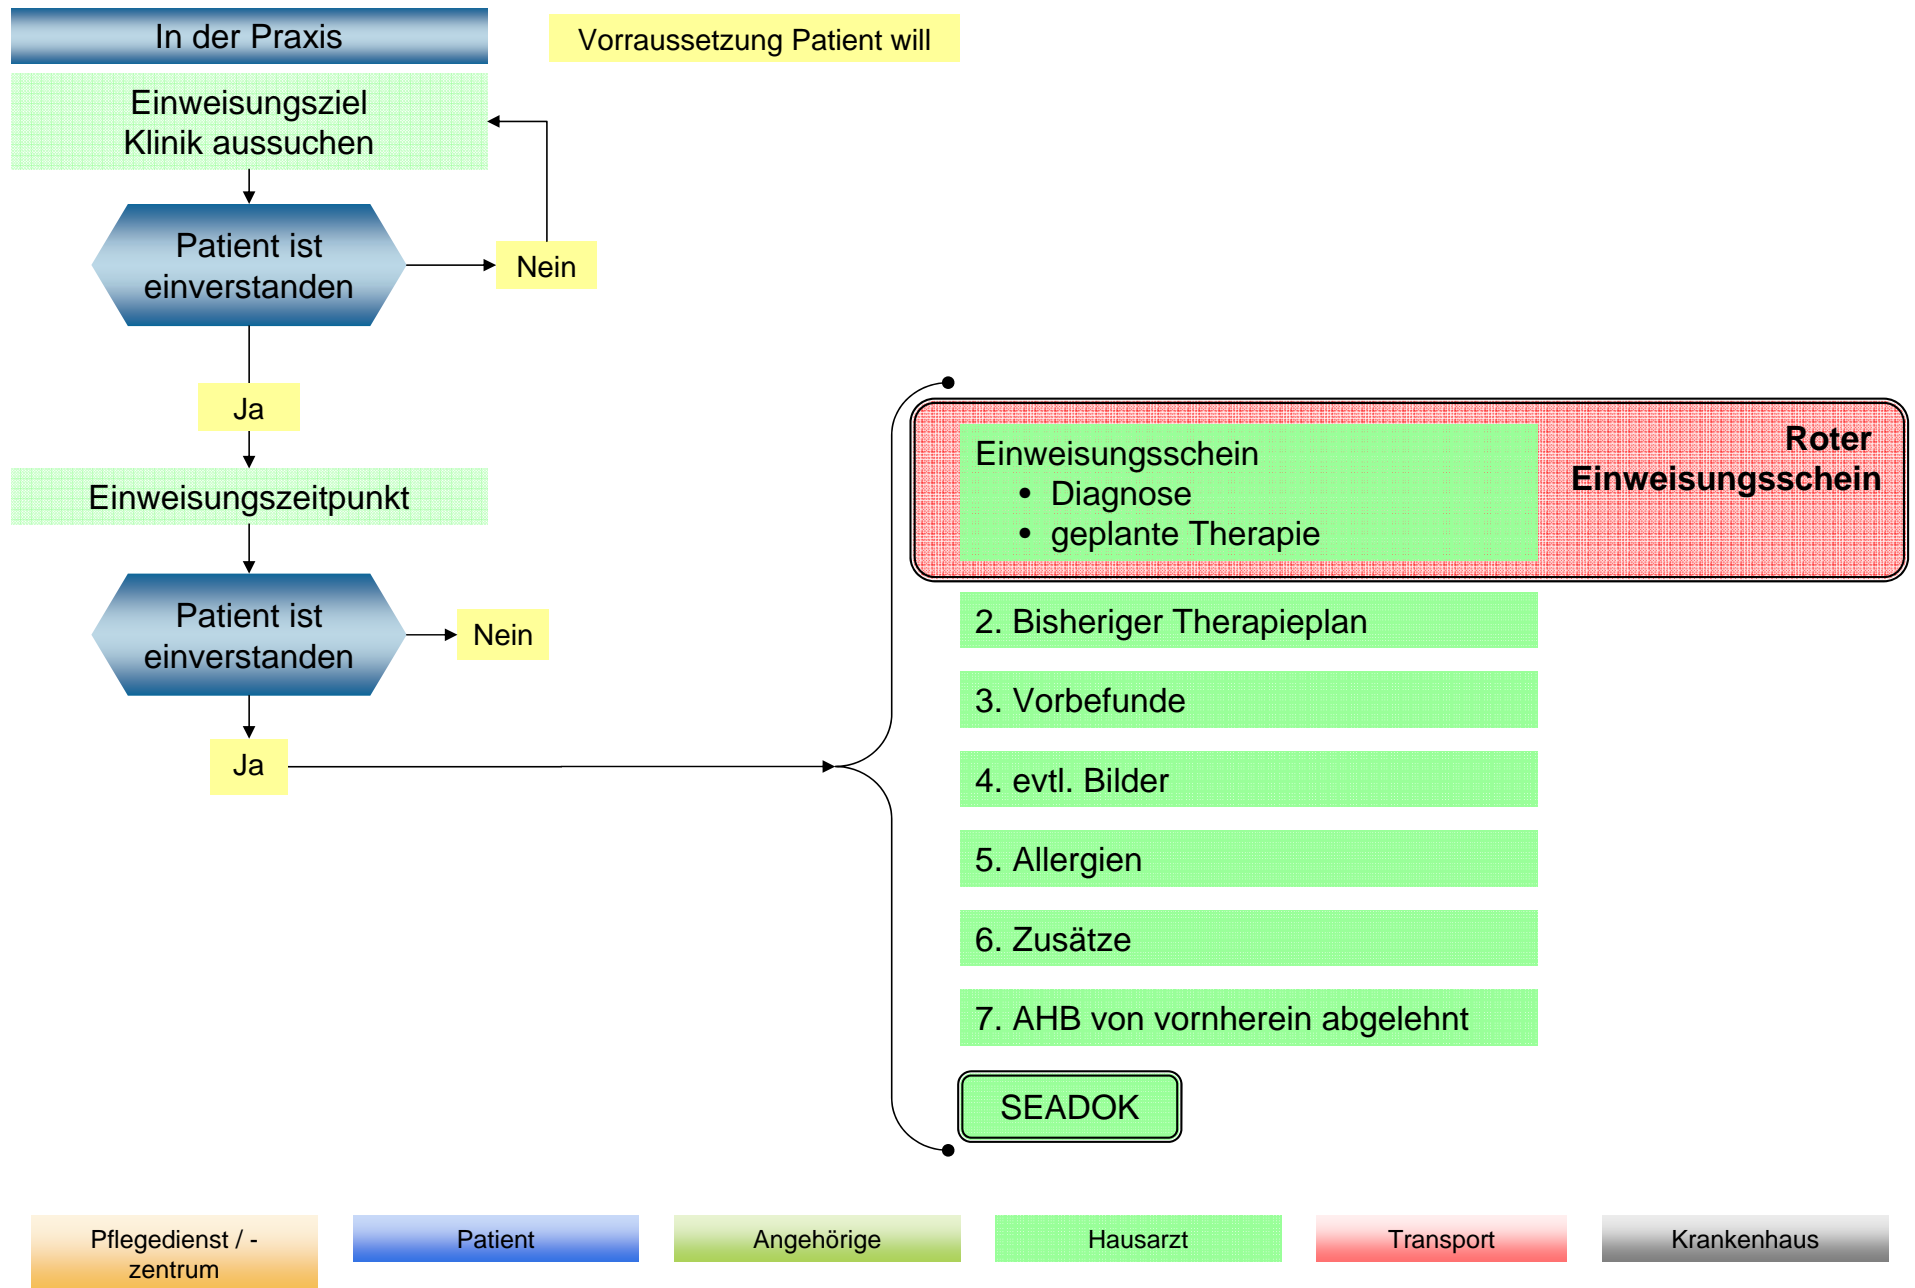 In der Praxis
Vorraussetzung Patient will
Einweisungsziel
Klinik aussuchen
Patient ist
einverstanden
Nein
Ja
Einweisungszeitpunkt
Patient ist
einverstanden
Nein
Ja
Roter
Einweisungsschein
Einweisungsschein
• Diagnose
• geplante Therapie
2. Bisheriger Therapieplan
3. Vorbefunde
4. evtl. Bilder
5. Allergien
6. Zusätze
7. AHB von vornherein abgelehnt
SEADOK
Pflegedienst / -
zentrum
Patient
Angehörige
Hausarzt
Transport
Krankenhaus